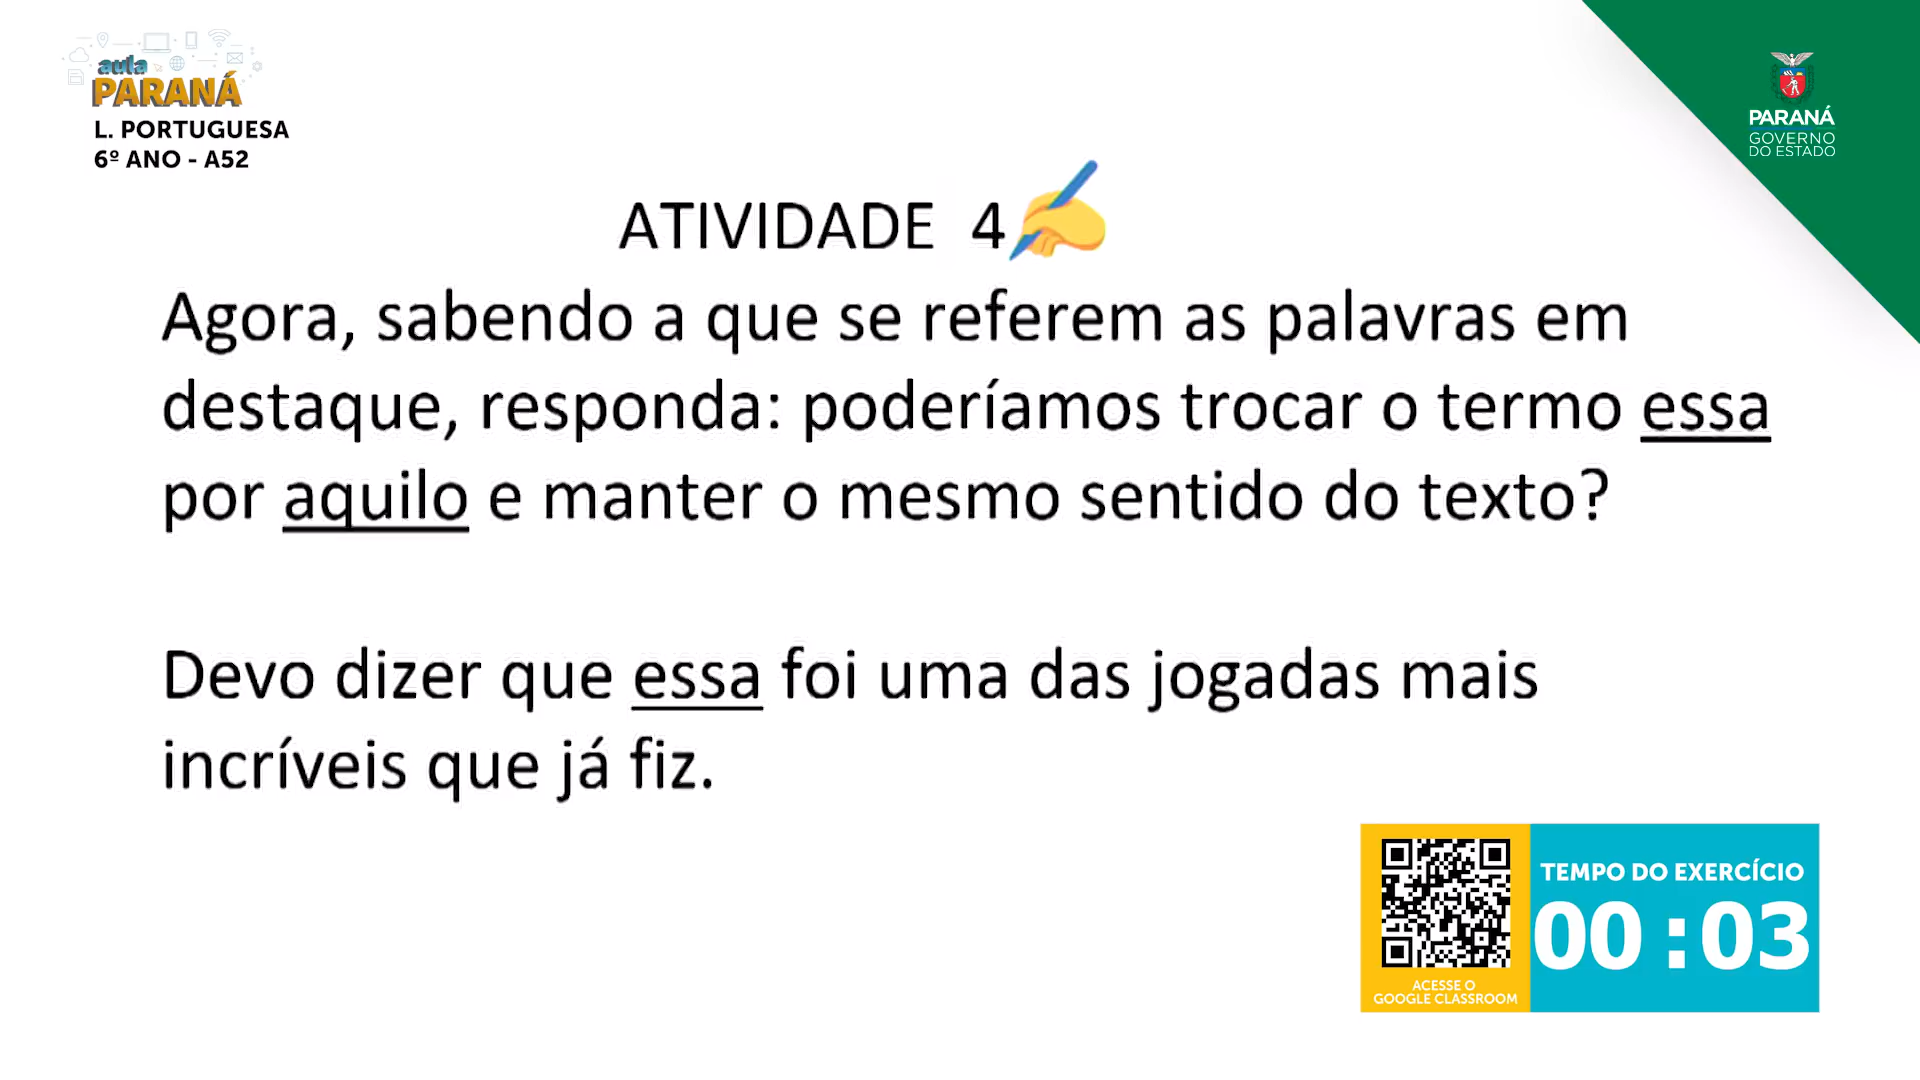 aula
PARANÁ
L. PORTUGUESA
6º ANO - A52
PARANÁ
GOVERNO
DO ESTADO
ATIVIDADE 4
Agora, sabendo a que se referem as palavras em
destaque, responda: poderíamos trocar o termo essa
por aquilo e manter o mesmo sentido do texto?
Devo dizer que essa foi uma das jogadas mais
incríveis que já fiz.
TEMPO DO EXERCÍCIO
00:03
ACESSE O
GOOGLE CLASSROOM